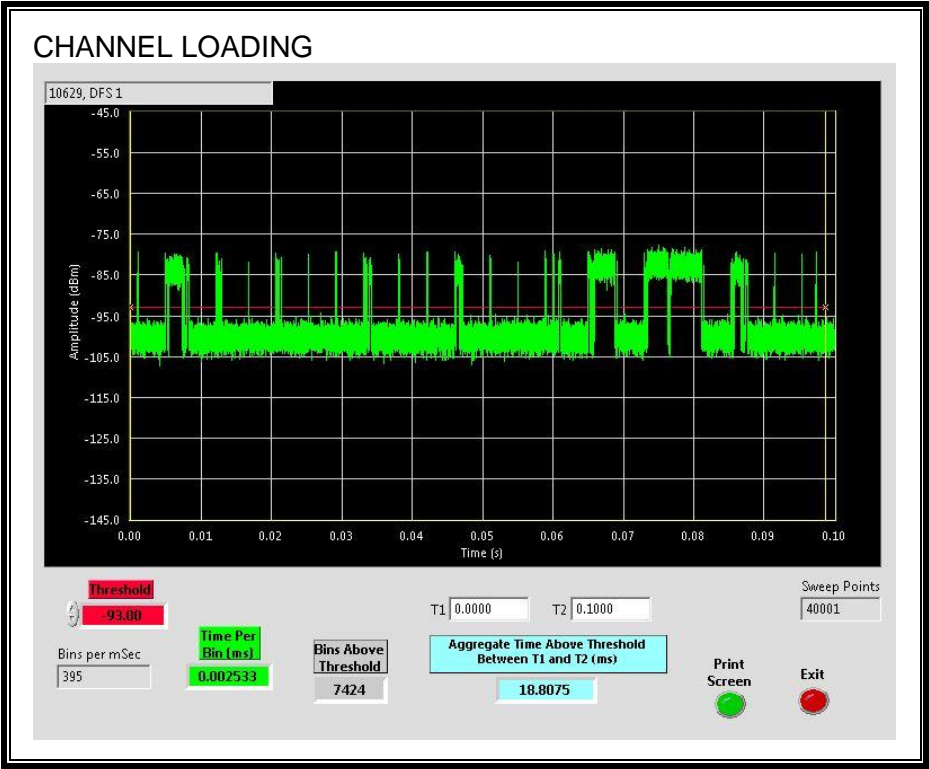 CHANNEL LOADING
10629, DFS 1
-45.0
-55.0
-65.0
-75.0
-85.0
-95.0
-105.0
-115.0
-125.0
-135.0
-145.0
Amplitude (dBm)
0.00 0.01 0.02 0.03 0.04 0.05 0.06 0.07 0.08 0.09 0.10
Time (s)
Threshold
-93.00
Bins per mSec
395
Time Per
Bin (ms)
0.002533
Bins Above
Threshold
7424
T1 0.0000 T2 0.1000
Aggregate Time Above Threshold
Between T1 and T2 (ms)
18.8075
Sweep Points
40001
Print
Screen
Exit